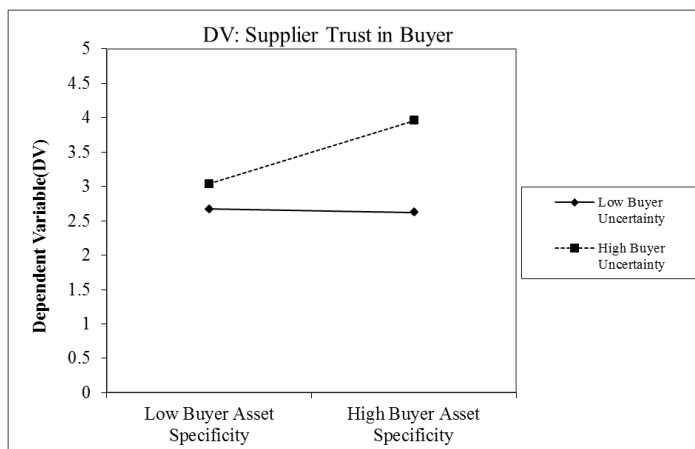 DV: Supplier Trust in Buyer
5
4.5
4
3.5
3
2.5
2
1.5
1
0.5
0
Dependent Variable(DV)
Low Buyer Asset
Specificity
High Buyer Asset
Specificity
Low Buyer
Uncertainty
High Buyer
Uncertainty